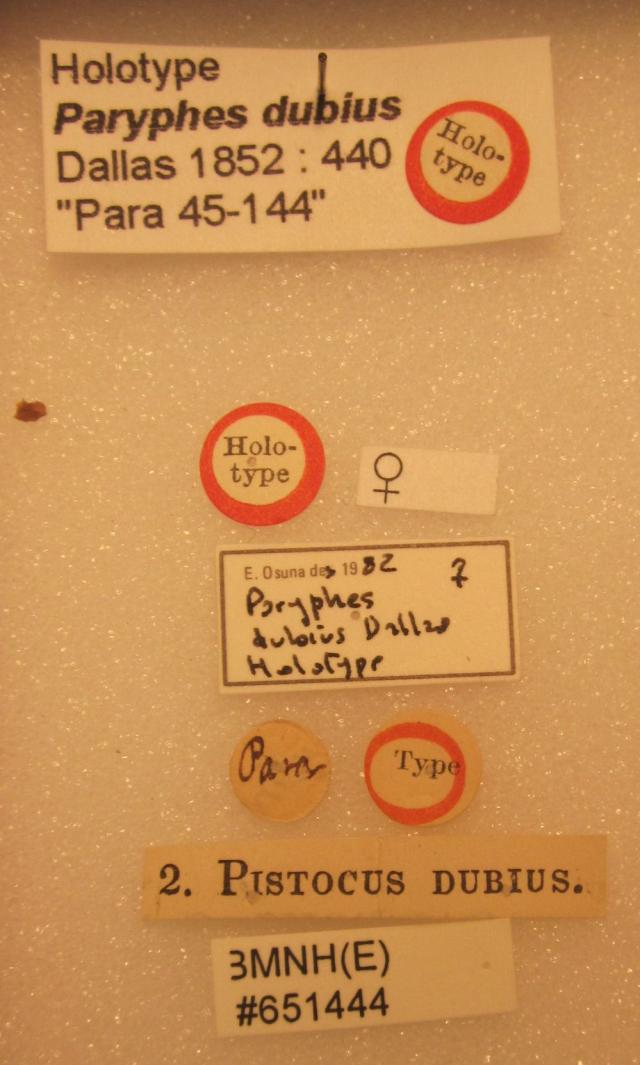 Holotype
Paryphes dubius
Dallas 1852 : 440
"Para 45-144"
Holo-
type
Holo-
type
♀
E. Osuna des 1982 7
Paryphes
dubius Dallas
Holotype
Para
Type
2. PISTOCUS DUBIUS.
BMNH(E)
#651444